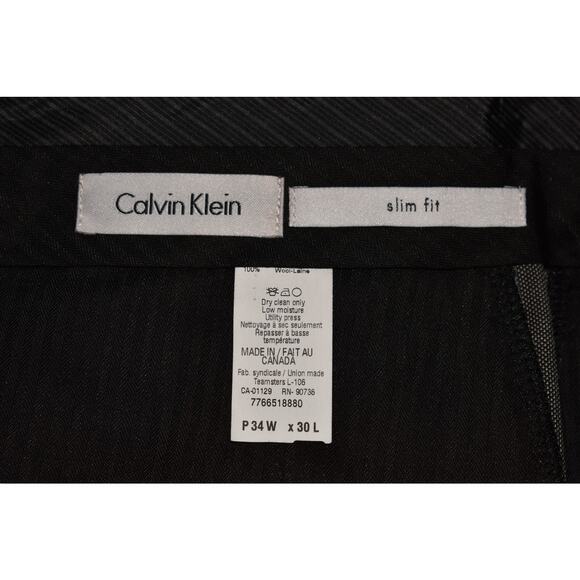 Calvin Klein
slim fit
100% Wool-Laine
Dry clean only
Low moisture
Utility press
Nettoyage à sec seulement
Repasser à basse
température
MADE IN / FAIT AU
CANADA
Fab. syndicale / Union made
Teamsters L-106
CA-01129 RN- 90736
7766518880
P 34 W x 30 L